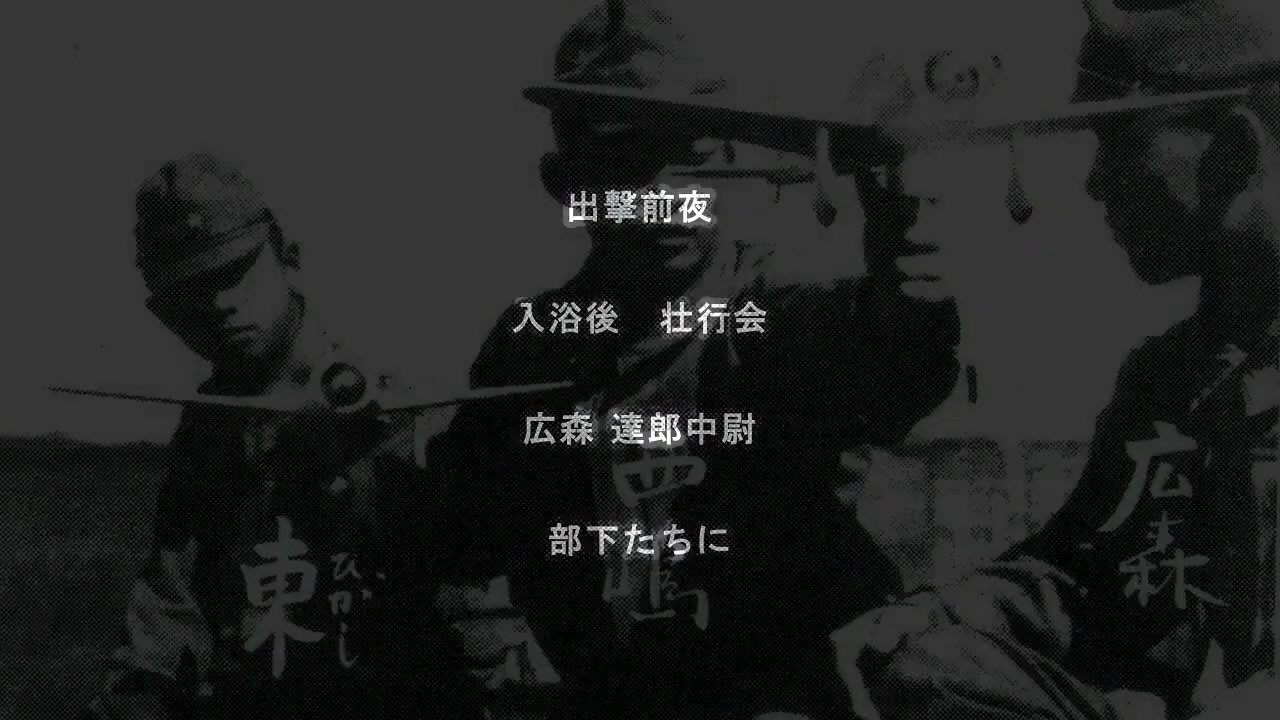 出撃前夜
入浴後　壮行会
広森 達郎中尉
部下たちに
東
ひがし
広森